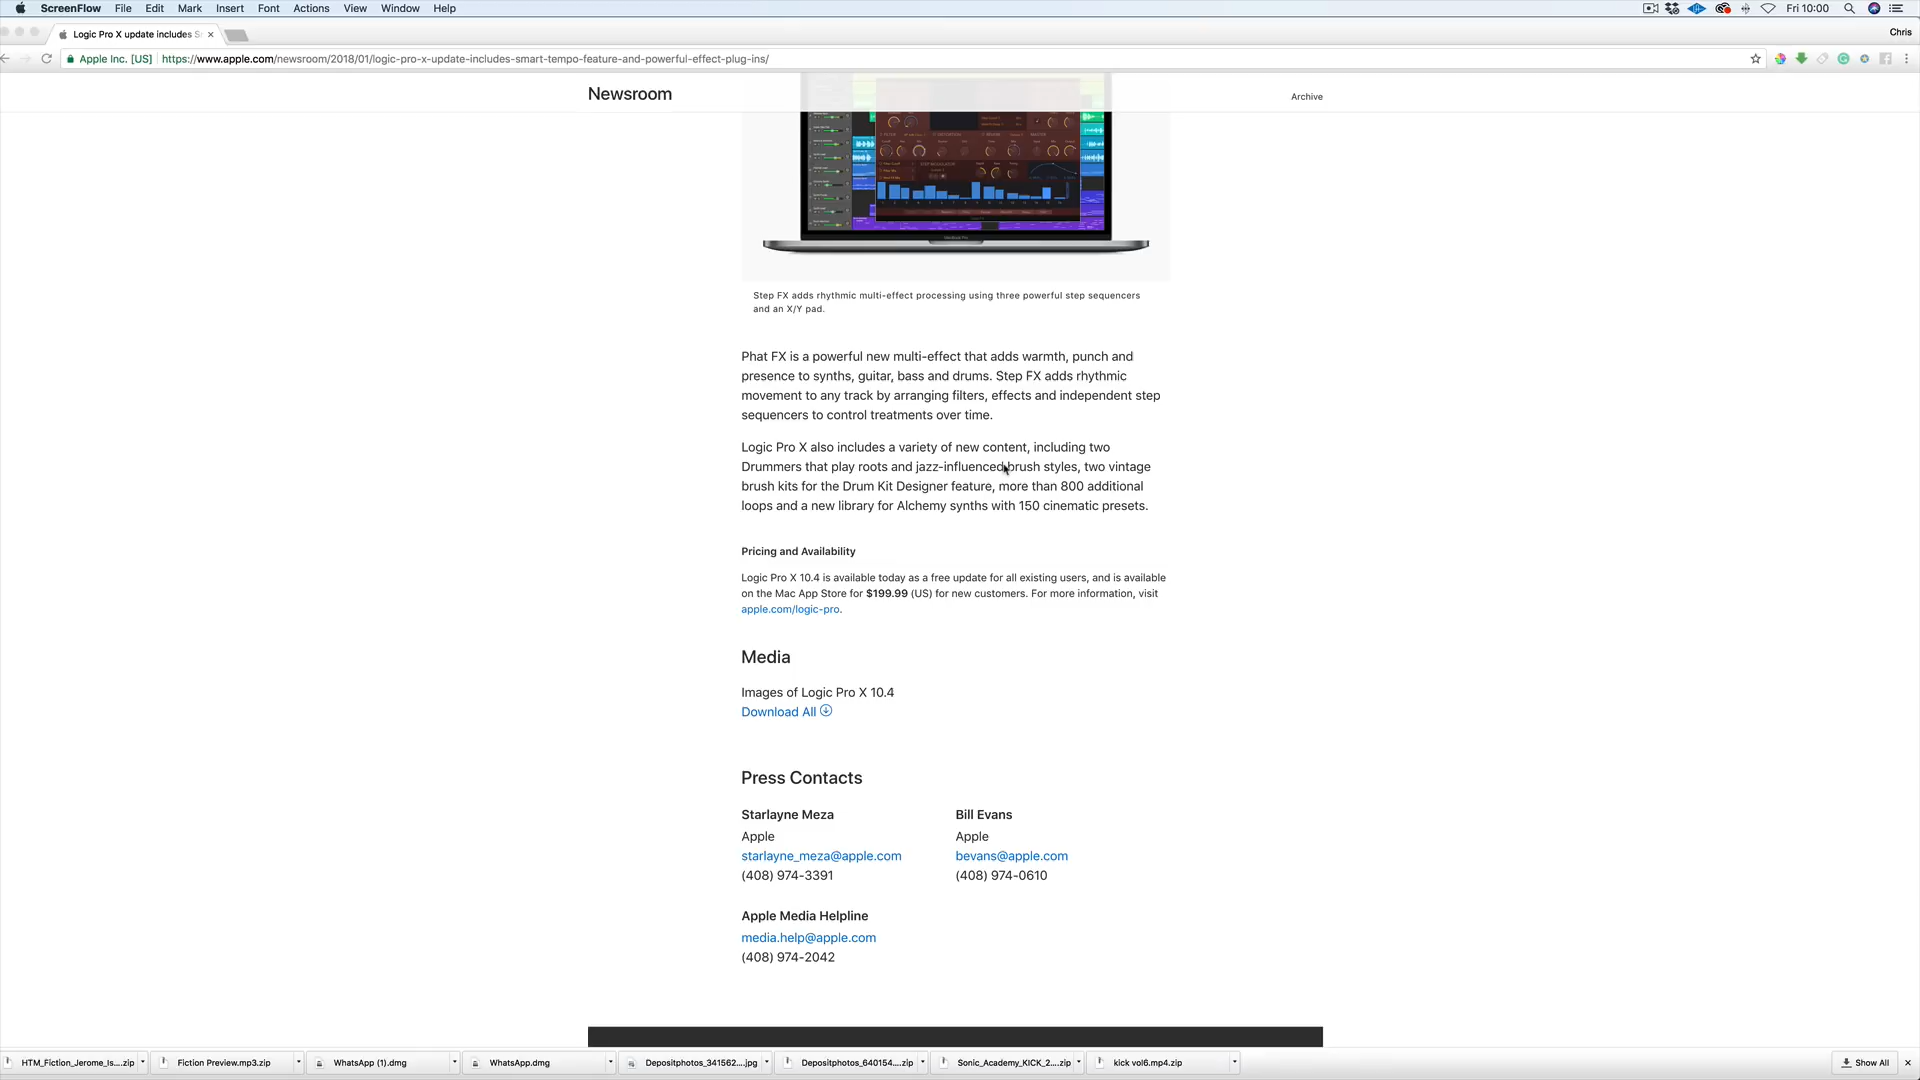 ScreenFlow File Edit Mark Insert Font Actions View Window Help Fri 10:00
Logic Pro X update includes S
Chris
Apple Inc. [US] https://www.apple.com/newsroom/2018/01/logic-pro-x-update-includes-smart-tempo-feature-and-powerful-effect-plug-ins/
Newsroom
Archive
Step FX adds rhythmic multi-effect processing using three powerful step sequencers
and an X/Y pad.
Phat FX is a powerful new multi-effect that adds warmth, punch and
presence to synths, guitar, bass and drums. Step FX adds rhythmic
movement to any track by arranging filters, effects and independent step
sequencers to control treatments over time.
Logic Pro X also includes a variety of new content, including two
Drummers that play roots and jazz-influenced brush styles, two vintage
brush kits for the Drum Kit Designer feature, more than 800 additional
loops and a new library for Alchemy synths with 150 cinematic presets.
Pricing and Availability
Logic Pro X 10.4 is available today as a free update for all existing users, and is available
on the Mac App Store for $199.99 (US) for new customers. For more information, visit
apple.com/logic-pro.
Media
Images of Logic Pro X 10.4
Download All
Press Contacts
Starlayne Meza Bill Evans
Apple Apple
starlayne_meza@apple.com bevans@apple.com
(408) 974-3391 (408) 974-0610
Apple Media Helpline
media.help@apple.com
(408) 974-2042
HTM_Fiction_Jerome_Is....zip Fiction Preview.mp3.zip WhatsApp (1).dmg WhatsApp.dmg Depositphotos_341562....jpg Depositphotos_640154....zip Sonic_Academy_KICK_2....zip kick vol6.mp4.zip Show All